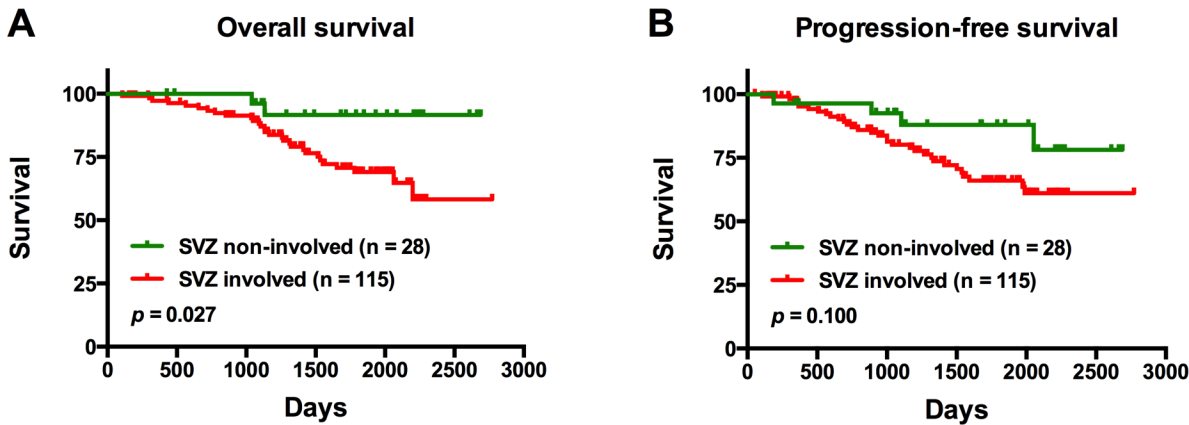 A
Overall survival
Survival
100
75
50
25
0
SVZ non-involved (n = 28)
SVZ involved (n = 115)
p = 0.027
0 500 1000 1500 2000 2500 3000
Days
B
Progression-free survival
Survival
100
75
50
25
0
SVZ non-involved (n = 28)
SVZ involved (n = 115)
p = 0.100
0 500 1000 1500 2000 2500 3000
Days